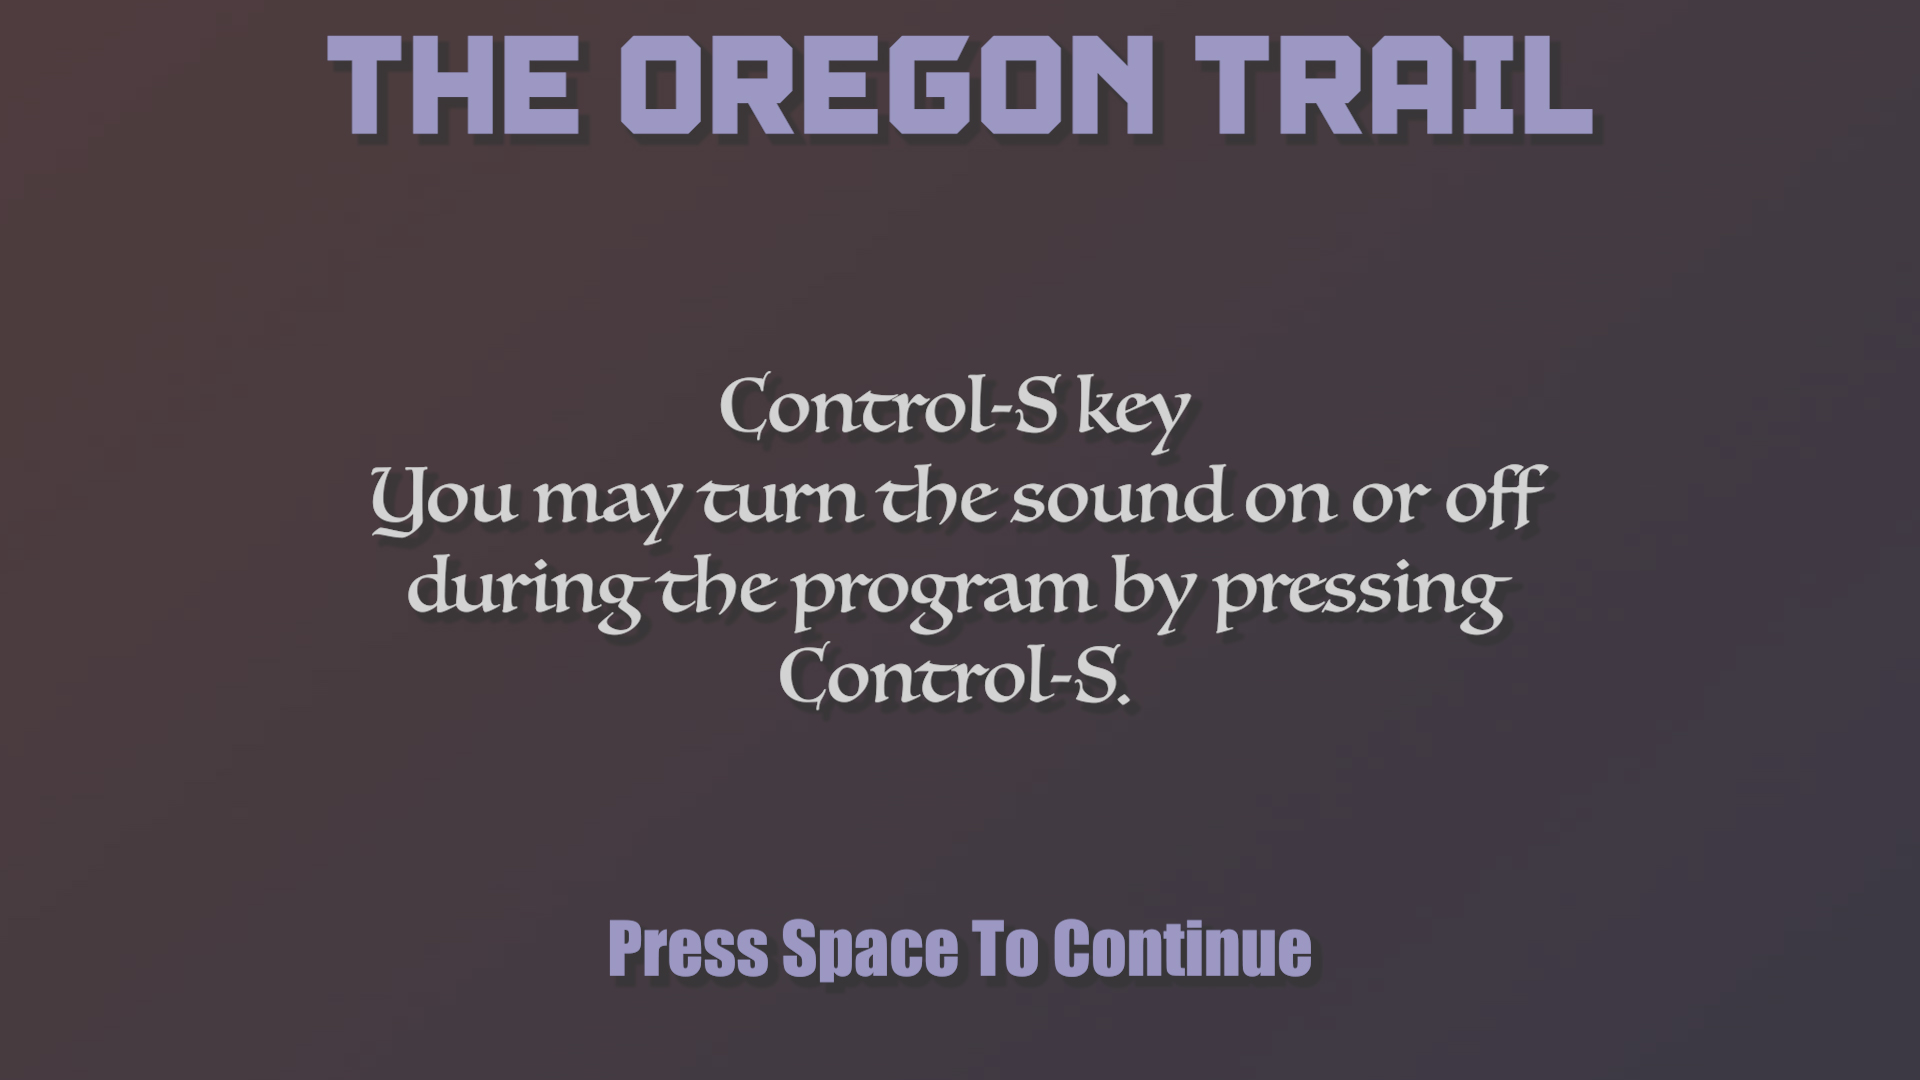 THE OREGON TRAIL
Control-S key
You may turn the sound on or off
during the program by pressing
Control-S.
Press Space To Continue